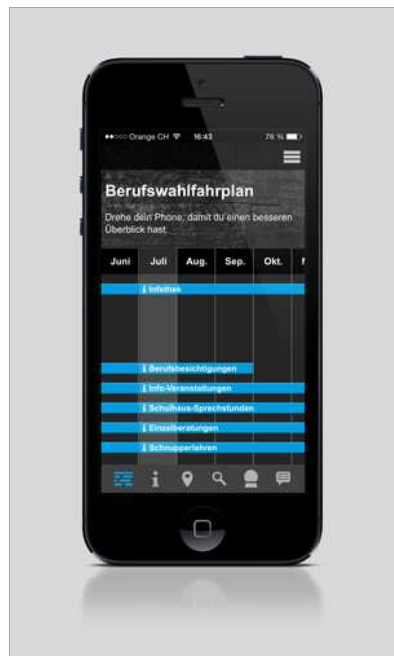 Orange CH 16:43 76 %
Berufswahlfahrplan
Drehe dein Phone, damit du einen besseren
Überblick hast.
Juni Juli Aug. Sep. Okt.
i Infothek
i Berufsbesichtigungen
i Info-Veranstaltungen
i Schulhaus-Sprechstunden
i Einzelberatungen
i Schnupperlehren